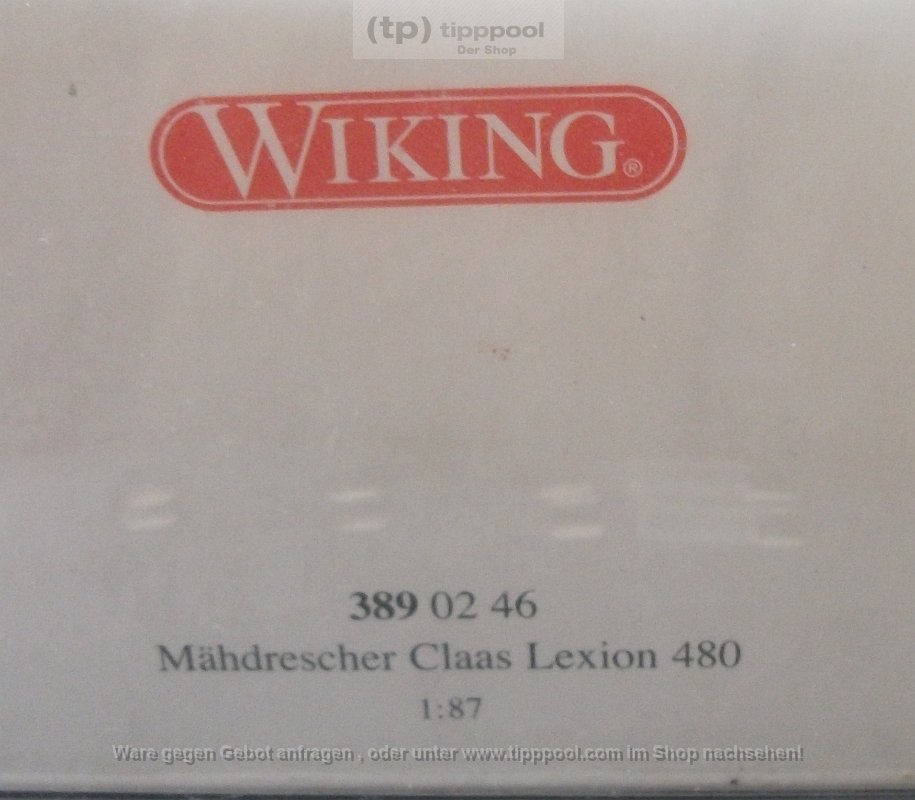 (tp) tipppool
Der Shop
WIKING®
389 02 46
Mähdrescher Claas Lexion 480
1:87
Ware gegen Gebot anfragen , oder unter www.tipppool.com im Shop nachsehen!